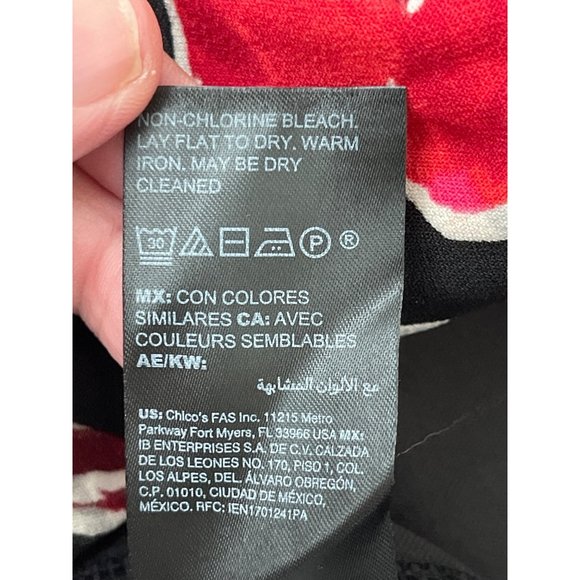 NON-CHLORINE BLEACH.
LAY FLAT TO DRY. WARM
IRON. MAY BE DRY
CLEANED
30 P ®
MX: CON COLORES
SIMILARES CA: AVEC
COULEURS SEMBLABLES
AE/KW:
مع الألوان المشابهة
US: Chico's FAS Inc. 11215 Metro
Parkway Fort Myers, FL 33966 USA MX:
IB ENTERPRISES S.A. DE C.V. CALZADA
DE LOS LEONES NO. 170, PISO 1, COL.
LOS ALPES, DEL. ÁLVARO OBREGÓN,
C.P. 01010, CIUDAD DE MÉXICO,
MÉXICO. RFC: IEN1701241PA